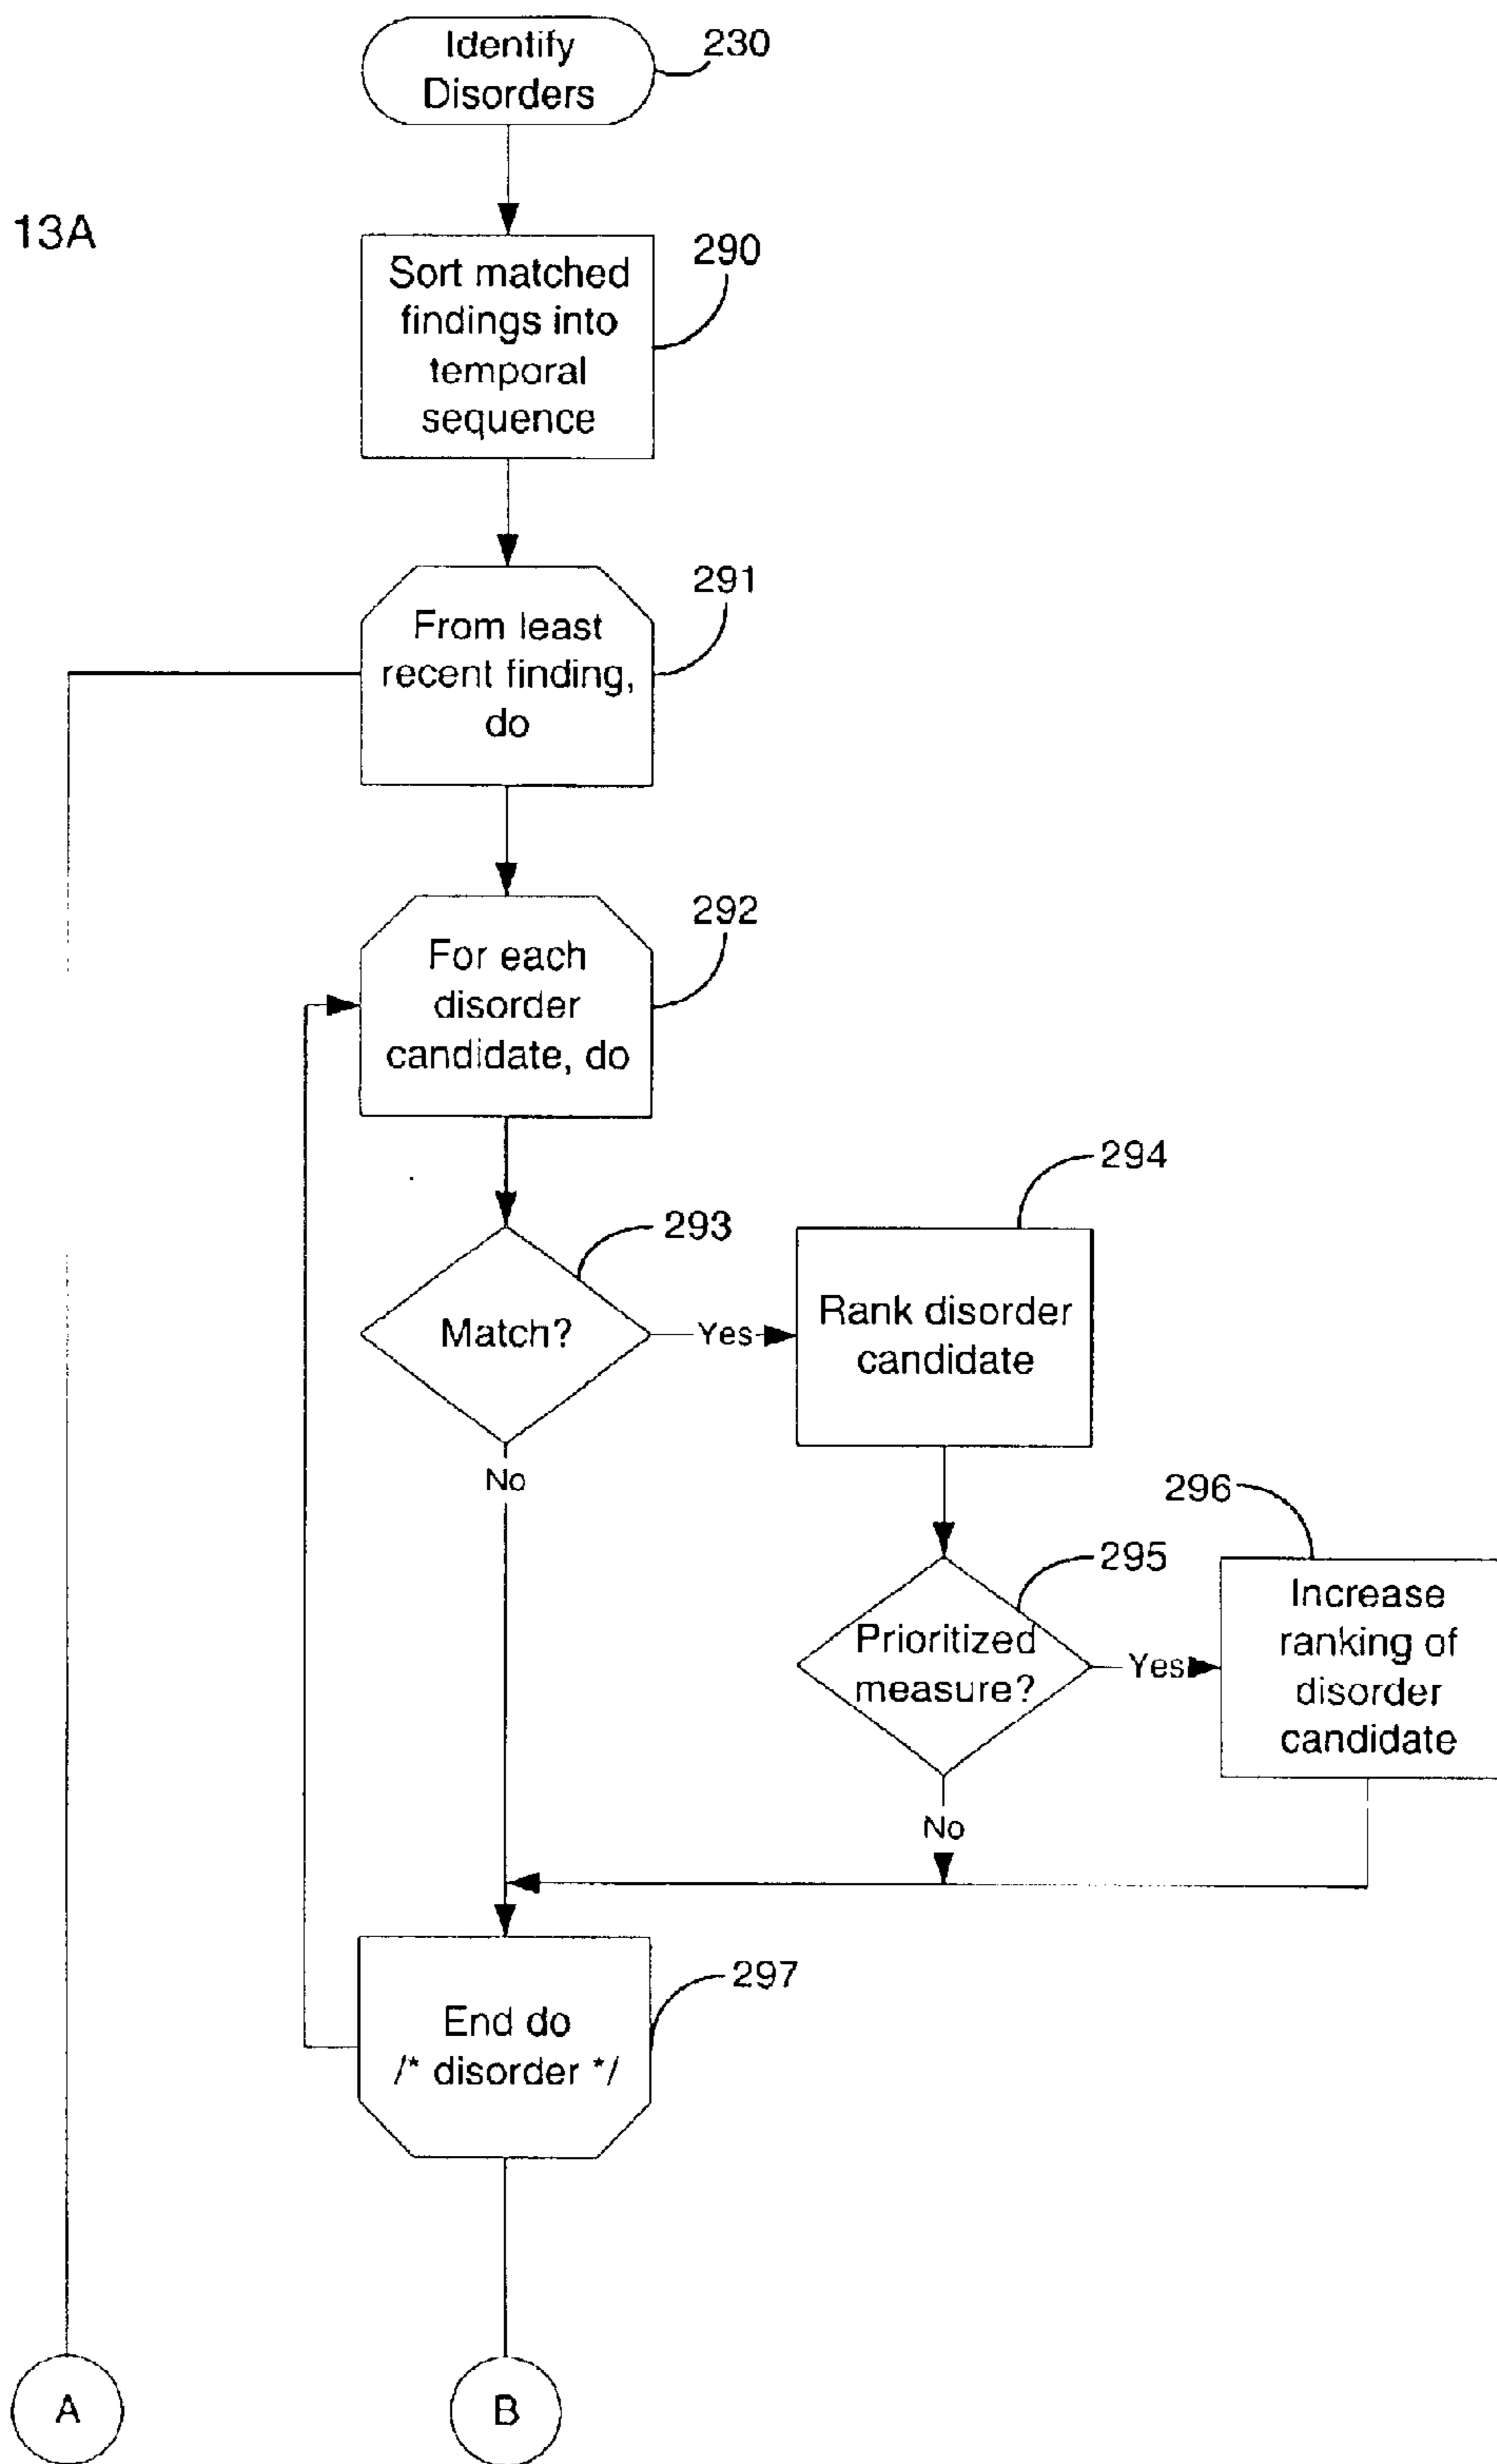 Identify
Disorders
230
13A
Sort matched
findings into
temporal
sequence
290
From least
recent finding,
do
291
For each
disorder
candidate, do
292
Match?
293
Yes
No
Rank disorder
candidate
294
Prioritized
measure?
295
Yes
No
Increase
ranking of
disorder
candidate
296
End do
/* disorder */
297
A
B